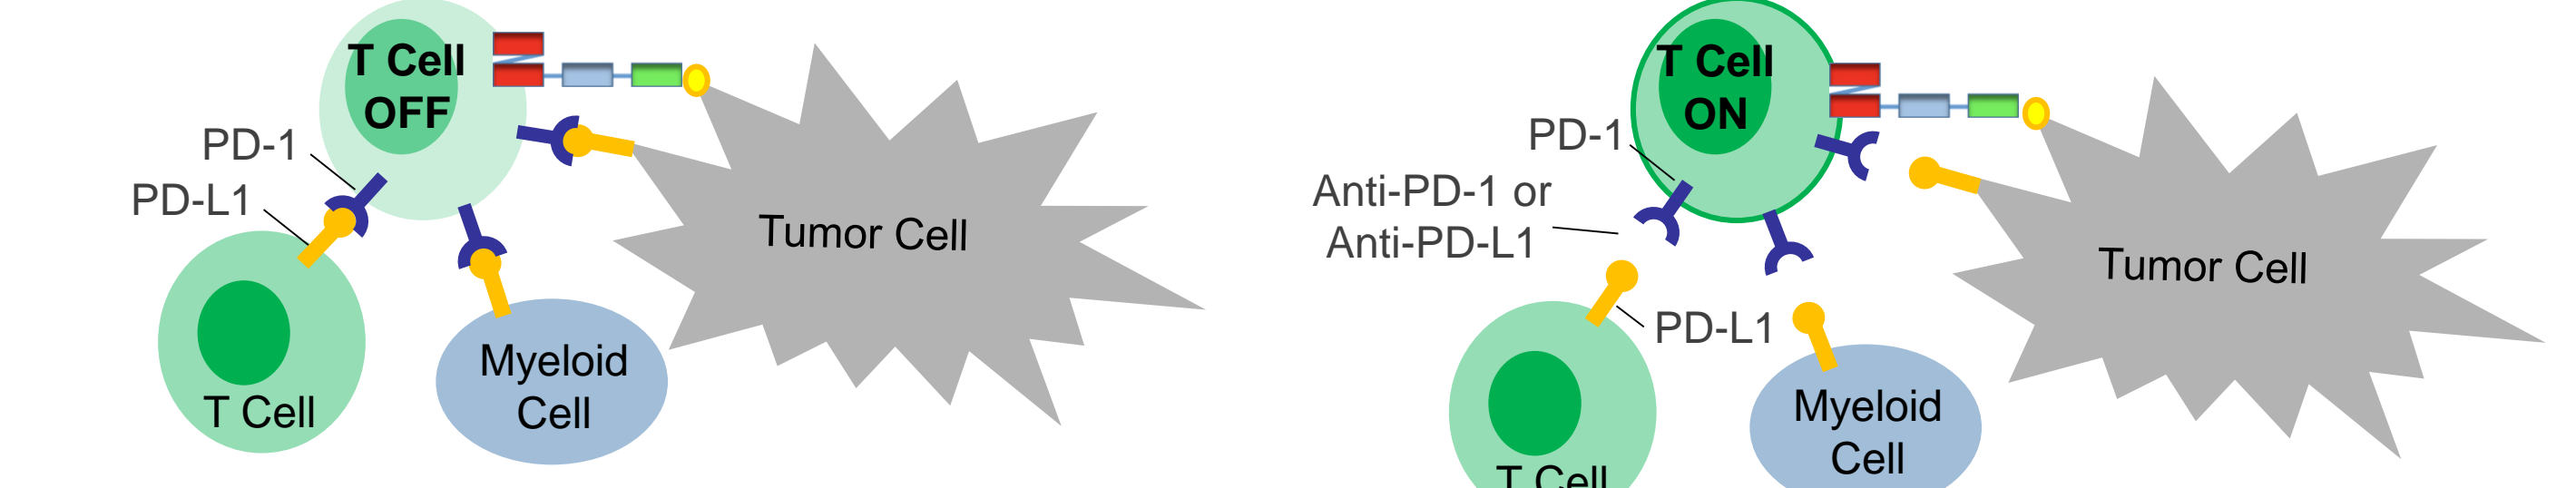 T Cell
OFF
PD-1
PD-L1
T Cell
Myeloid
Cell
Tumor Cell
T Cell
ON
PD-1
Anti-PD-1 or
Anti-PD-L1
PD-L1
T Cell
Myeloid
Cell
Tumor Cell